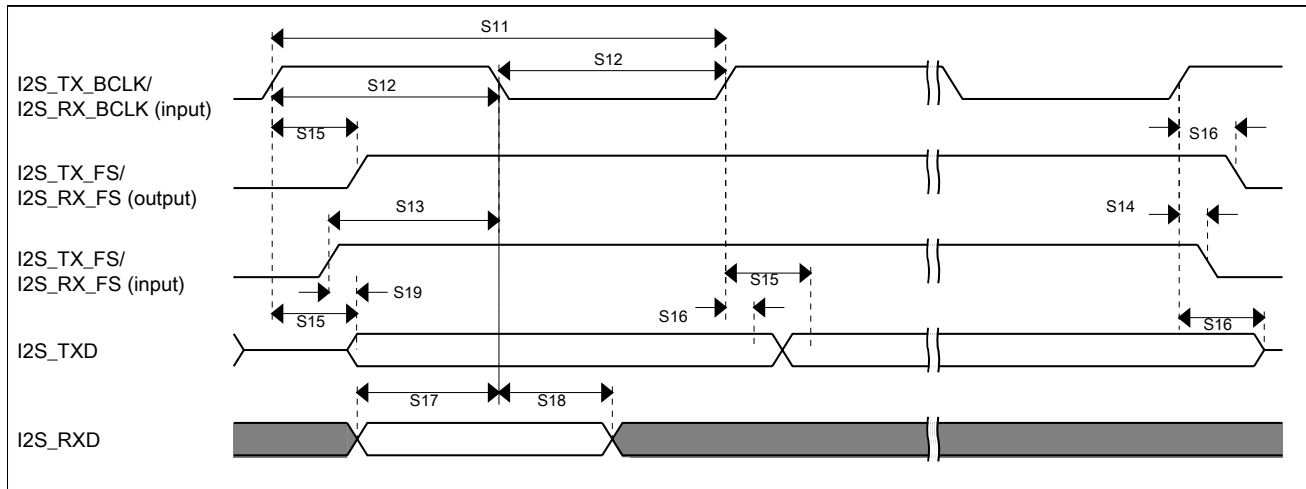 S11
I2S_TX_BCLK/
I2S_RX_BCLK (input)
S12
S12
S15
S16
I2S_TX_FS/
I2S_RX_FS (output)
S13
S14
I2S_TX_FS/
I2S_RX_FS (input)
S15
S19
S15
S16
S16
I2S_TXD
S17
S18
I2S_RXD